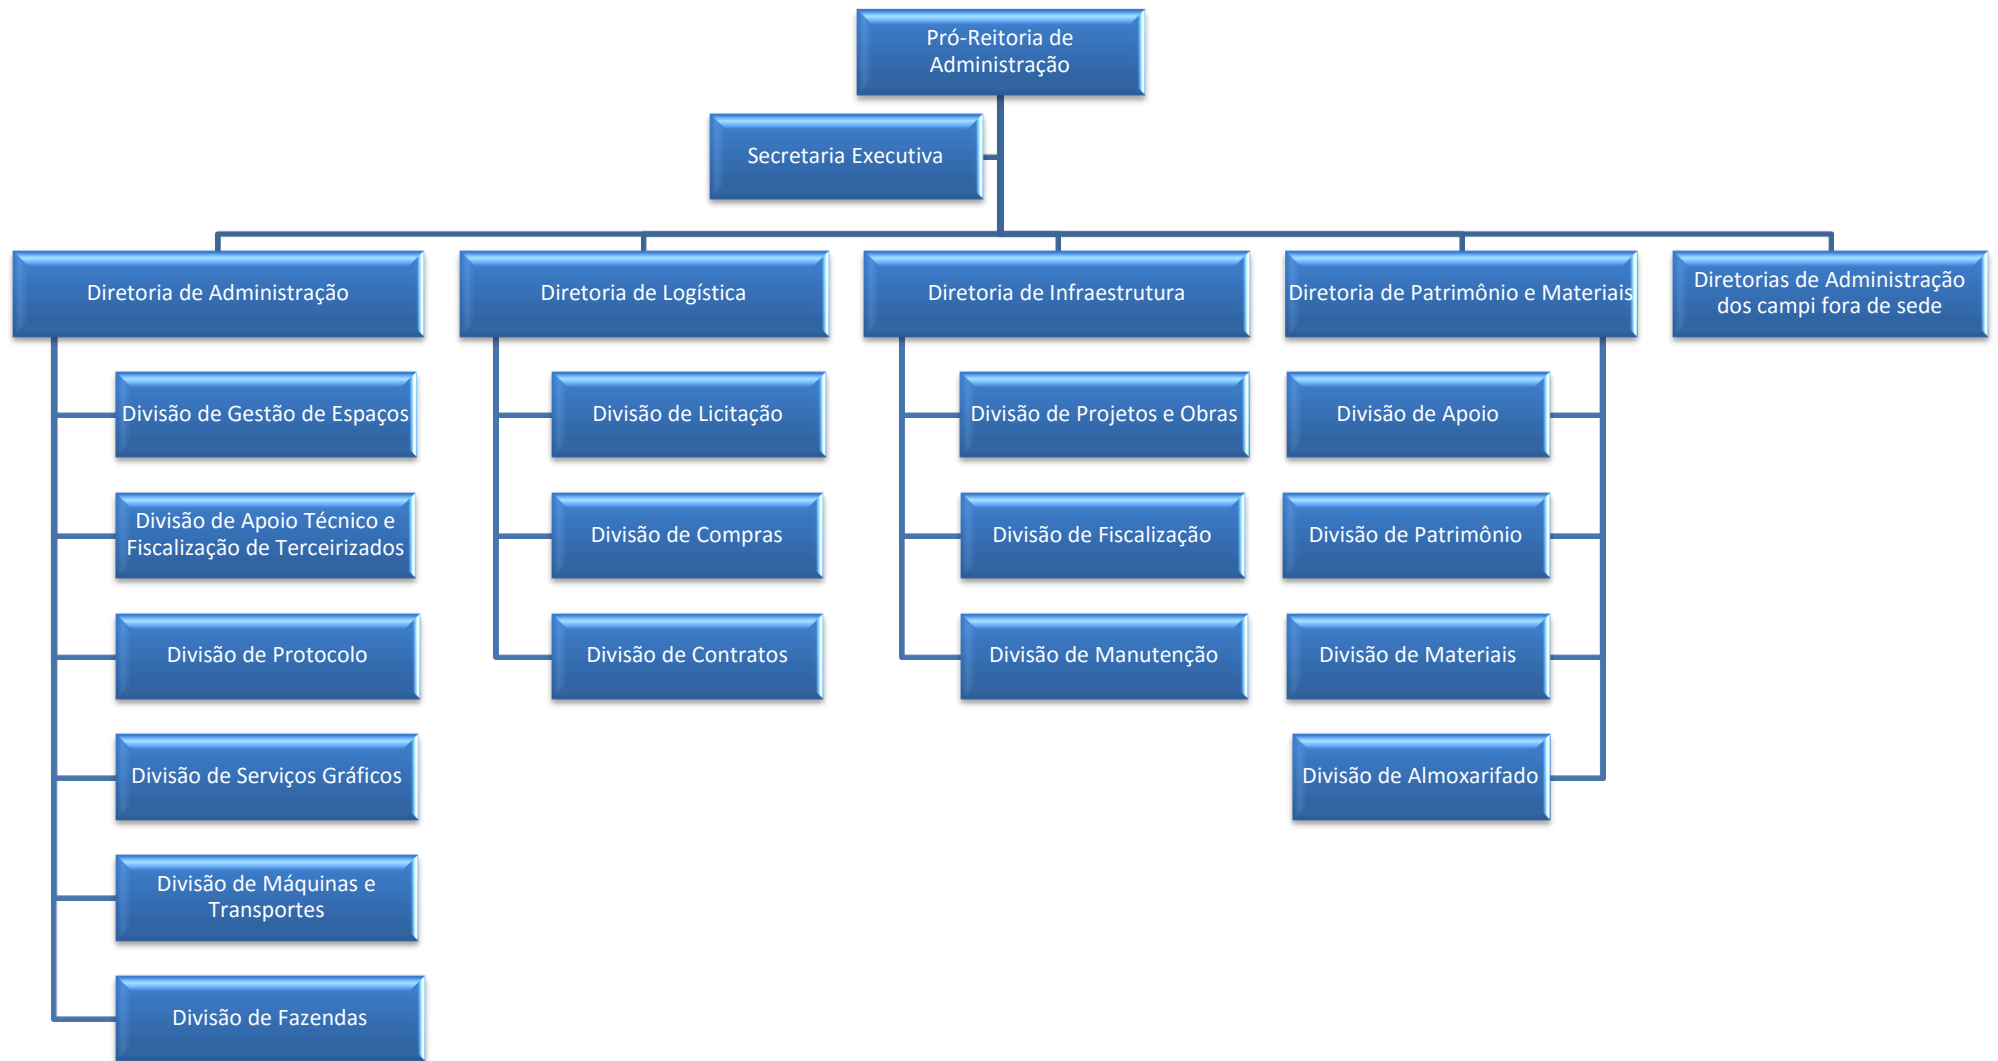 Pró-Reitoria de
Administração
Secretaria Executiva
Diretoria de Administração
Diretoria de Logística
Diretoria de Infraestrutura
Diretoria de Patrimônio e Materiais
Diretorias de Administração
dos campi fora de sede
Divisão de Gestão de Espaços
Divisão de Licitação
Divisão de Projetos e Obras
Divisão de Apoio
Divisão de Apoio Técnico e
Fiscalização de Terceirizados
Divisão de Compras
Divisão de Fiscalização
Divisão de Patrimônio
Divisão de Protocolo
Divisão de Contratos
Divisão de Manutenção
Divisão de Materiais
Divisão de Serviços Gráficos
Divisão de Almoxarifado
Divisão de Máquinas e
Transportes
Divisão de Fazendas